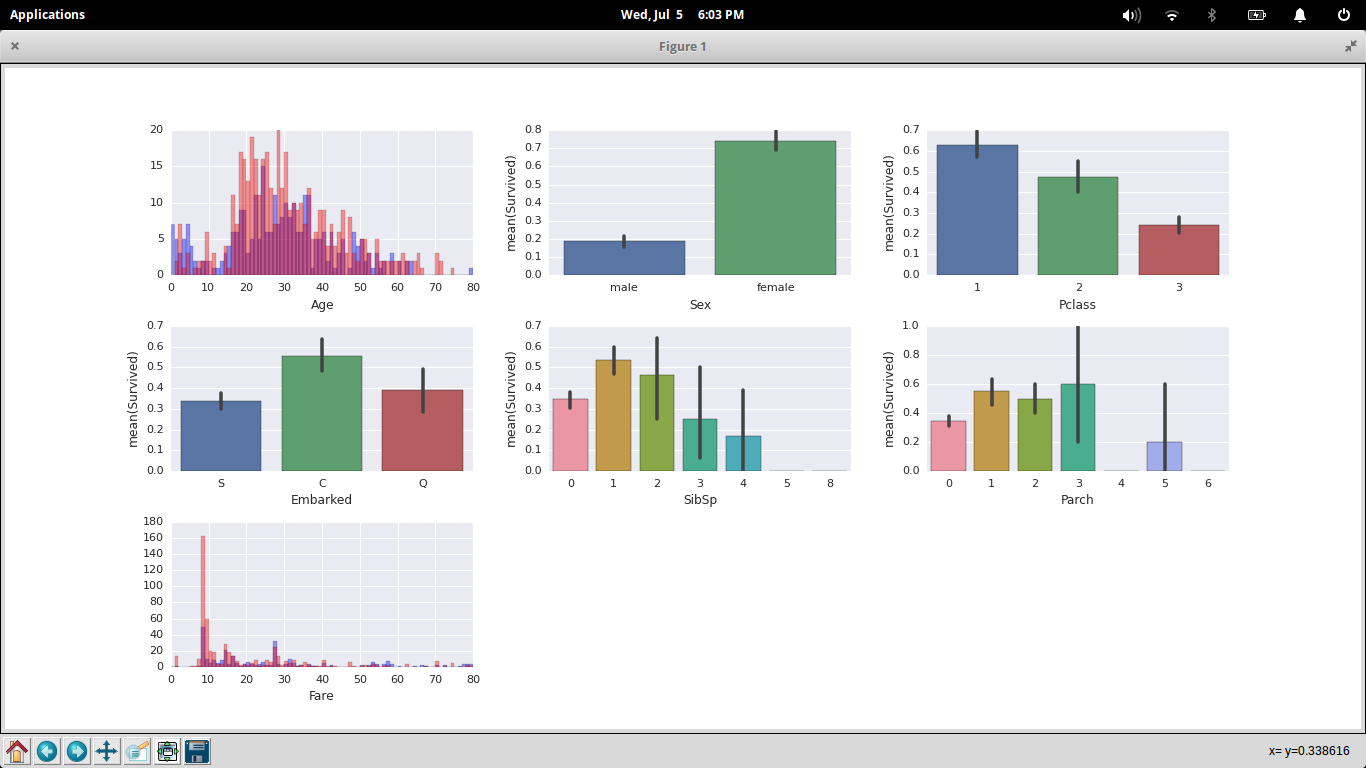 Applications
Wed, Jul 5 6:03 PM
Figure 1
20
15
10
5
0
0 10 20 30 40 50 60 70 80
Age
mean(Survived)
0.8
0.7
0.6
0.5
0.4
0.3
0.2
0.1
0.0
male female
Sex
mean(Survived)
0.7
0.6
0.5
0.4
0.3
0.2
0.1
0.0
1 2 3
Pclass
mean(Survived)
0.7
0.6
0.5
0.4
0.3
0.2
0.1
0.0
S C Q
Embarked
mean(Survived)
0.7
0.6
0.5
0.4
0.3
0.2
0.1
0.0
0 1 2 3 4 5 8
SibSp
mean(Survived)
1.0
0.8
0.6
0.4
0.2
0.0
0 1 2 3 4 5 6
Parch
180
160
140
120
100
80
60
40
20
0
0 10 20 30 40 50 60 70 80
Fare
x= y=0.338616